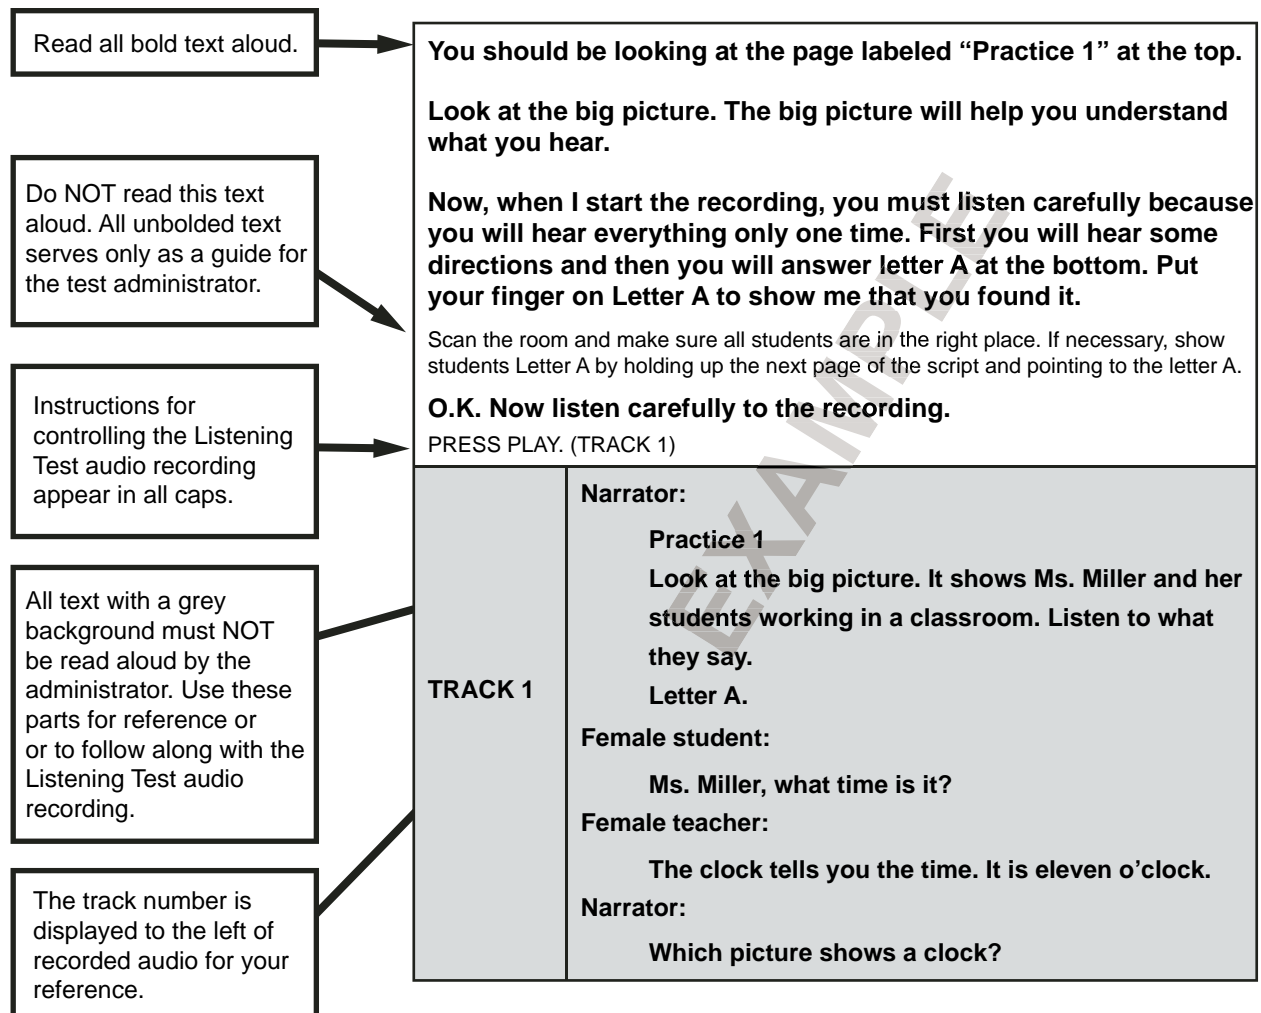 Read all bold text aloud.
Do NOT read this text
aloud. All unbolded text
serves only as a guide for
the test administrator.
Instructions for
controlling the Listening
Test audio recording
appear in all caps.
All text with a grey
background must NOT
be read aloud by the
administrator. Use these
parts for reference or
or to follow along with the
Listening Test audio
recording.
The track number is
displayed to the left of
recorded audio for your
reference.
You should be looking at the page labeled “Practice 1” at the top.
Look at the big picture. The big picture will help you understand
what you hear.
Now, when I start the recording, you must listen carefully because
you will hear everything only one time. First you will hear some
directions and then you will answer letter A at the bottom. Put
your finger on Letter A to show me that you found it.
Scan the room and make sure all students are in the right place. If necessary, show
students Letter A by holding up the next page of the script and pointing to the letter A.
O.K. Now listen carefully to the recording.
PRESS PLAY. (TRACK 1)
TRACK 1
Narrator:
Practice 1
Look at the big picture. It shows Ms. Miller and her
students working in a classroom. Listen to what
they say.
Letter A.
Female student:
Ms. Miller, what time is it?
Female teacher:
The clock tells you the time. It is eleven o’clock.
Narrator:
Which picture shows a clock?
EXAMPLE